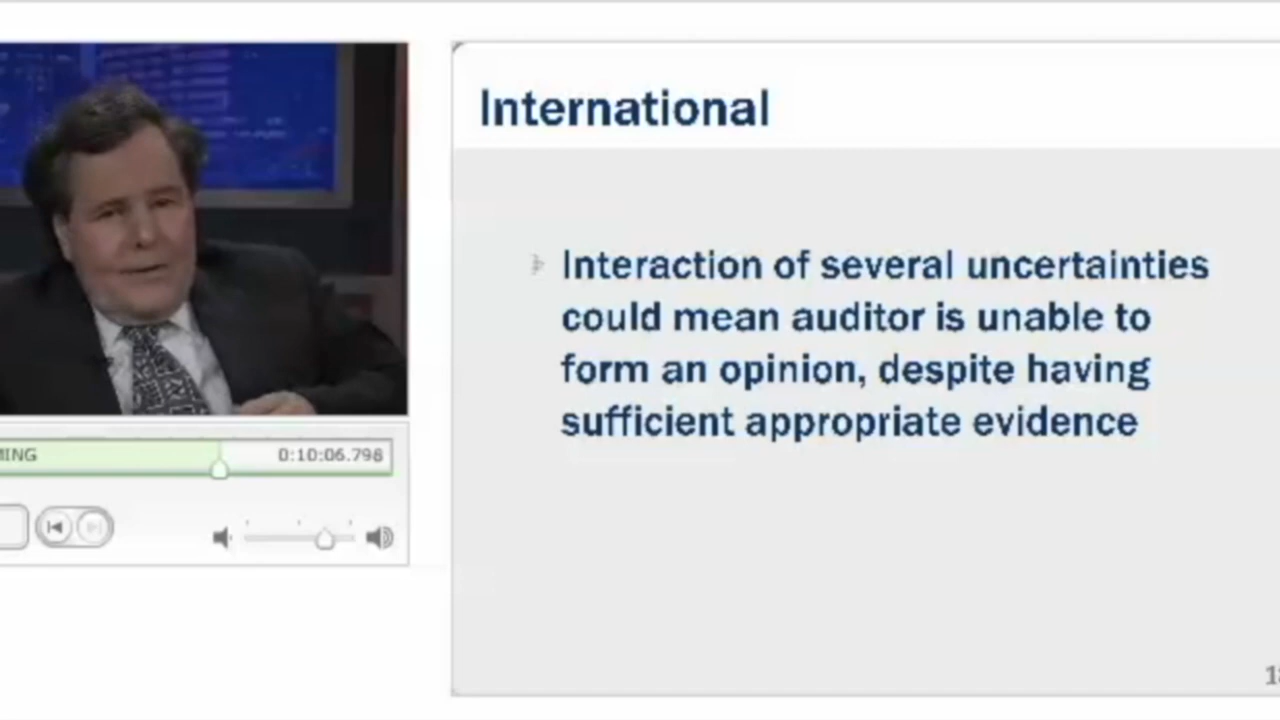 International
Interaction of several uncertainties
could mean auditor is unable to
form an opinion, despite having
sufficient appropriate evidence
0:10:06.798